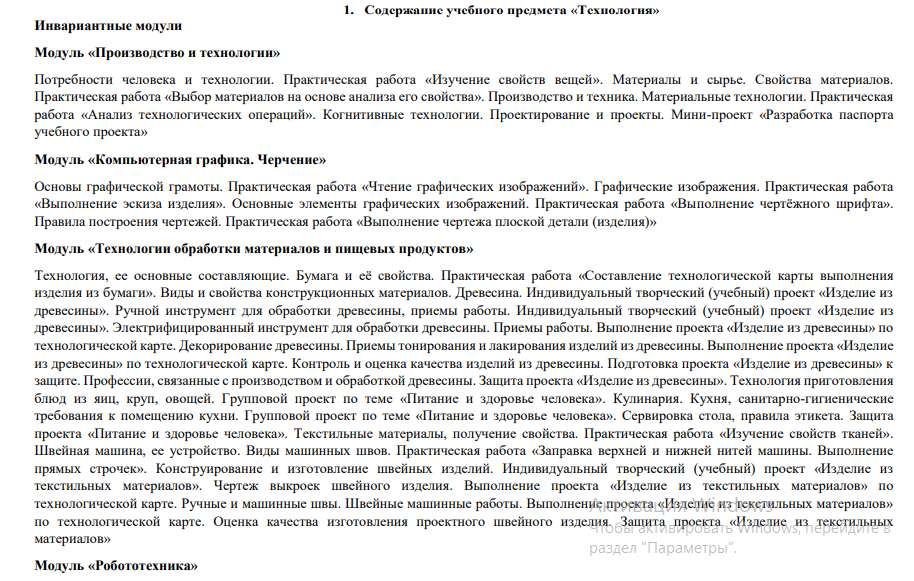 1. Содержание учебного предмета «Технология»
Инвариантные модули
Модуль «Производство и технологии»
Потребности человека и технологии. Практическая работа «Изучение свойств вещей». Материалы и сырье. Свойства материалов.
Практическая работа «Выбор материалов на основе анализа его свойства». Производство и техника. Материальные технологии. Практическая
работа «Анализ технологических операций». Когнитивные технологии. Проектирование и проекты. Мини-проект «Разработка паспорта
учебного проекта»
Модуль «Компьютерная графика. Черчение»
Основы графической грамоты. Практическая работа «Чтение графических изображений». Графические изображения. Практическая работа
«Выполнение эскиза изделия». Основные элементы графических изображений. Практическая работа «Выполнение чертёжного шрифта».
Правила построения чертежей. Практическая работа «Выполнение чертежа плоской детали (изделия)»
Модуль «Технологии обработки материалов и пищевых продуктов»
Технология, ее основные составляющие. Бумага и её свойства. Практическая работа «Составление технологической карты выполнения
изделия из бумаги». Виды и свойства конструкционных материалов. Древесина. Индивидуальный творческий (учебный) проект «Изделие из
древесины». Ручной инструмент для обработки древесины, приемы работы. Индивидуальный творческий (учебный) проект «Изделие из
древесины». Электрифицированный инструмент для обработки древесины. Приемы работы. Выполнение проекта «Изделие из древесины» по
технологической карте. Декорирование древесины. Приемы тонирования и лакирования изделий из древесины. Выполнение проекта «Изделие
из древесины» по технологической карте. Контроль и оценка качества изделий из древесины. Подготовка проекта «Изделие из древесины» к
защите. Профессии, связанные с производством и обработкой древесины. Защита проекта «Изделие из древесины». Технология приготовления
блюд из яиц, круп, овощей. Групповой проект по теме «Питание и здоровье человека». Кулинария. Кухня, санитарно-гигиенические
требования к помещению кухни. Групповой проект по теме «Питание и здоровье человека». Сервировка стола, правила этикета. Защита
проекта «Питание и здоровье человека». Текстильные материалы, получение свойства. Практическая работа «Изучение свойств тканей».
Швейная машина, ее устройство. Виды машинных швов. Практическая работа «Заправка верхней и нижней нитей машины. Выполнение
прямых строчек». Конструирование и изготовление швейных изделий. Индивидуальный творческий (учебный) проект «Изделие из
текстильных материалов». Чертеж выкроек швейного изделия. Выполнение проекта «Изделие из текстильных материалов» по
технологической карте. Ручные и машинные швы. Швейные машинные работы. Выполнение проекта «Изделие из текстильных материалов»
по технологической карте. Оценка качества изготовления проектного швейного изделия. Защита проекта «Изделие из текстильных
материалов»
Модуль «Робототехника»
Активация Windows
Чтобы активировать Windows, перейдите в
раздел "Параметры".